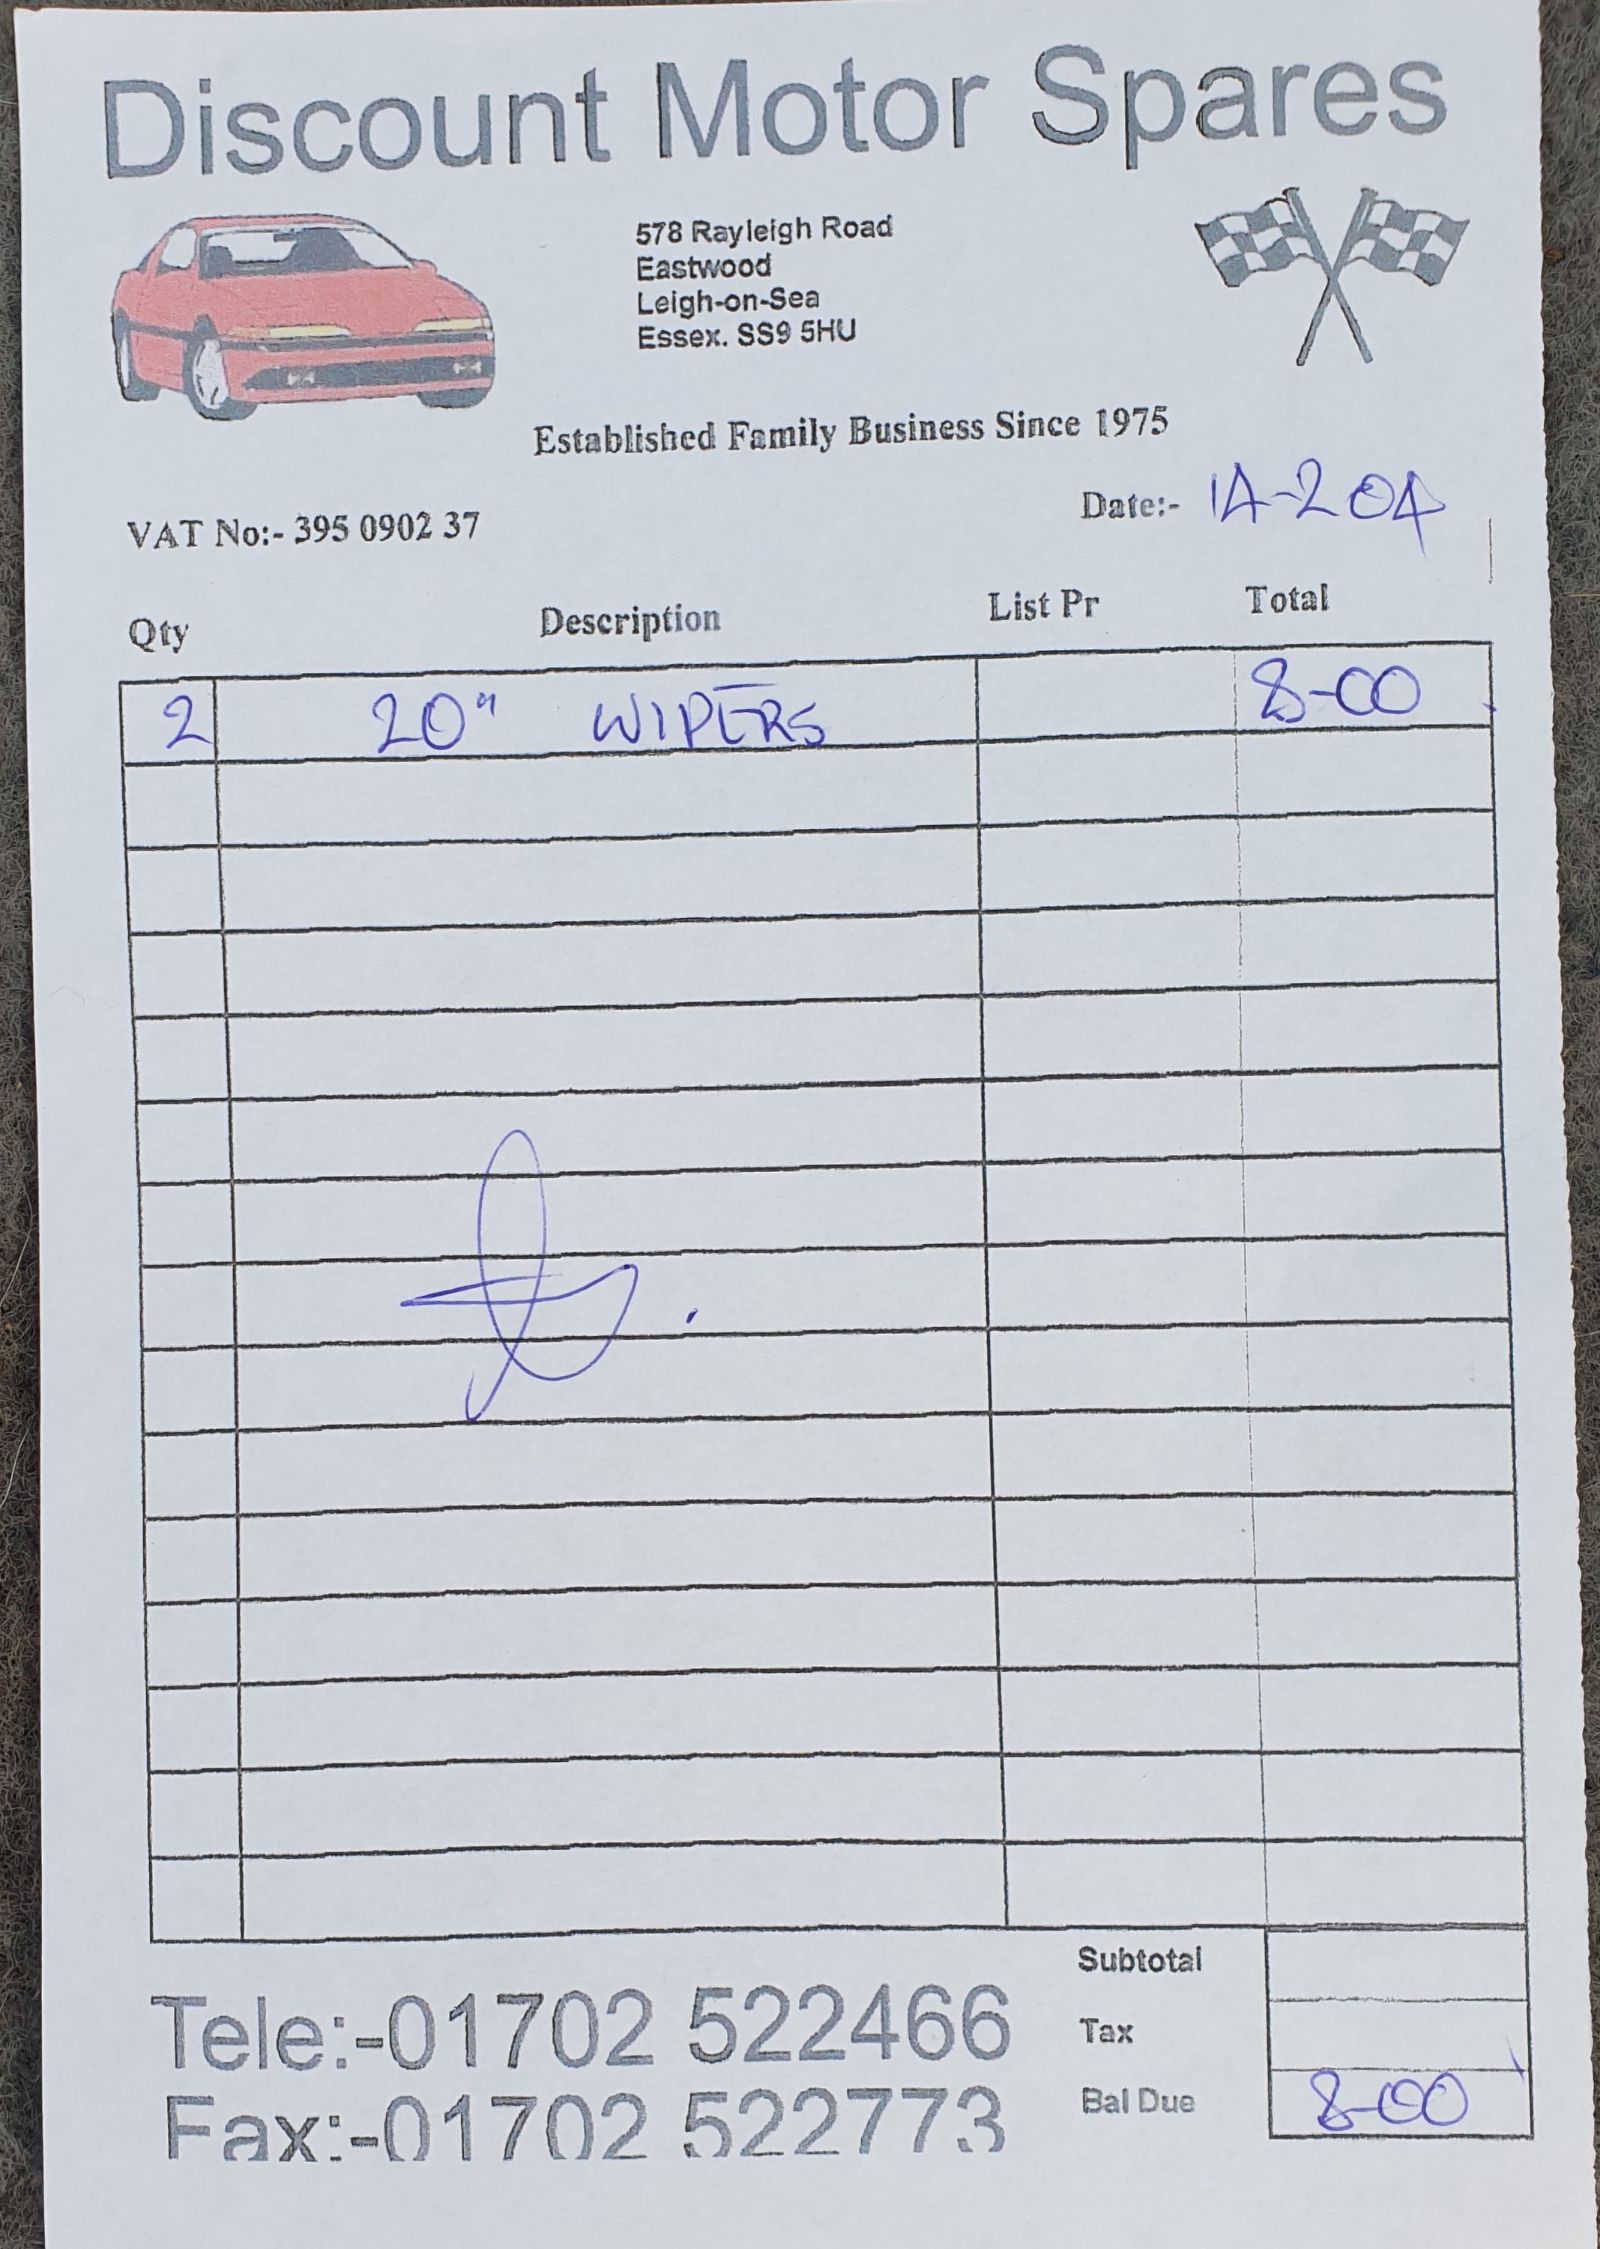 Discount Motor Spares
578 Rayleigh Road
Eastwood
Leigh-on-Sea
Essex. SS9 5HU
Established Family Business Since 1975
VAT No:- 395 0902 37
Date:- 14-2 04
Qty Description List Pr Total
2 20" WIPERS 8-00
Subtotal
Tele:-01702 522466
Tax
Fax:-01702 522773
Bal Due 8-00